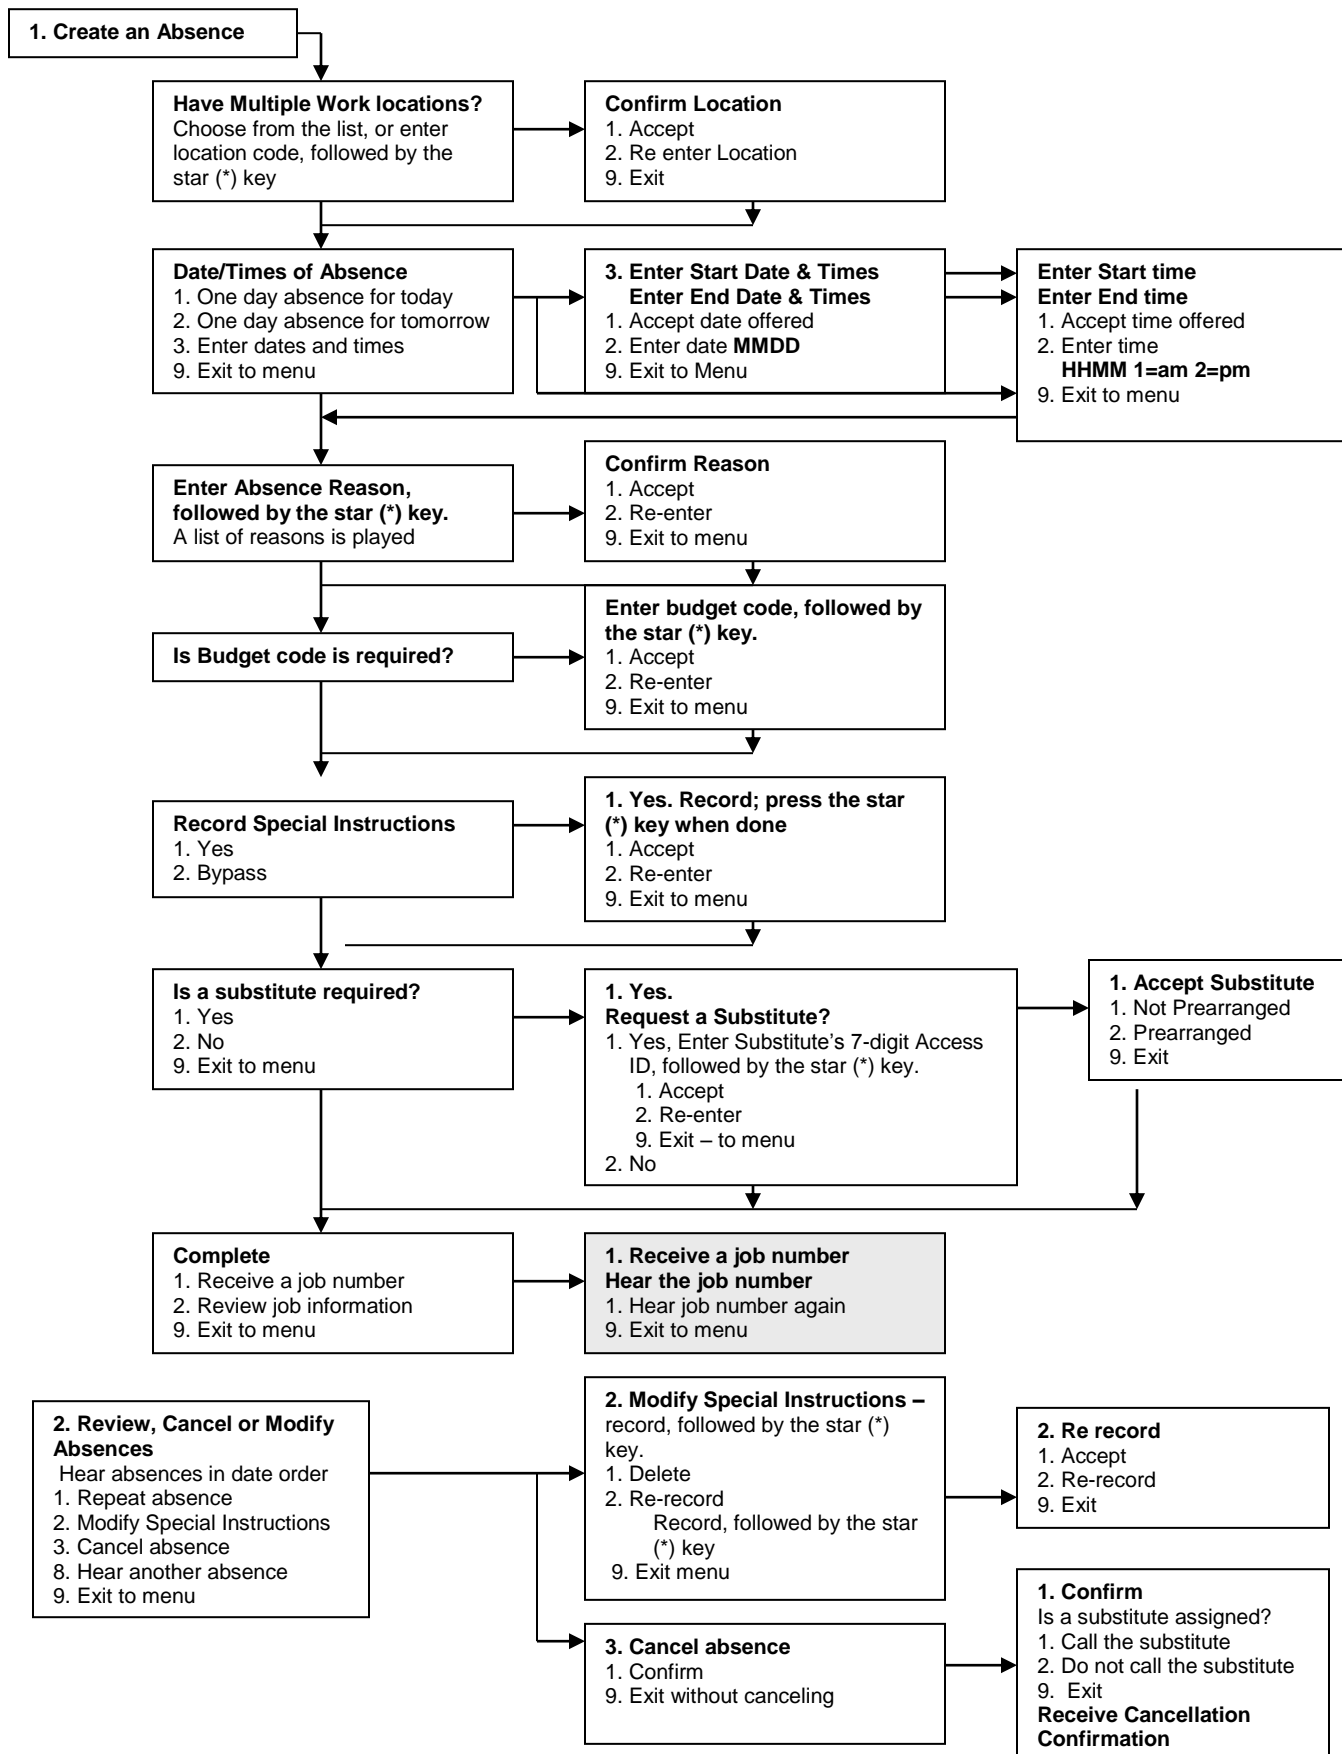 1. Create an Absence
Have Multiple Work locations?
Choose from the list, or enter
location code, followed by the
star (*) key
Confirm Location
1. Accept
2. Re enter Location
9. Exit
Date/Times of Absence
1. One day absence for today
2. One day absence for tomorrow
3. Enter dates and times
9. Exit to menu
3. Enter Start Date & Times
Enter End Date & Times
1. Accept date offered
2. Enter date MMDD
9. Exit to Menu
Enter Start time
Enter End time
1. Accept time offered
2. Enter time
HHMM 1=am 2=pm
9. Exit to menu
Enter Absence Reason,
followed by the star (*) key.
A list of reasons is played
Confirm Reason
1. Accept
2. Re-enter
9. Exit to menu
Is Budget code is required?
Enter budget code, followed by
the star (*) key.
1. Accept
2. Re-enter
9. Exit to menu
Record Special Instructions
1. Yes
2. Bypass
1. Yes. Record; press the star
(*) key when done
1. Accept
2. Re-enter
9. Exit to menu
Is a substitute required?
1. Yes
2. No
9. Exit to menu
1. Yes.
Request a Substitute?
1. Yes, Enter Substitute's 7-digit Access
ID, followed by the star (*) key.
1. Accept
2. Re-enter
9. Exit – to menu
2. No
1. Accept Substitute
1. Not Prearranged
2. Prearranged
9. Exit
Complete
1. Receive a job number
2. Review job information
9. Exit to menu
1. Receive a job number
Hear the job number
1. Hear job number again
9. Exit to menu
2. Review, Cancel or Modify
Absences
Hear absences in date order
1. Repeat absence
2. Modify Special Instructions
3. Cancel absence
8. Hear another absence
9. Exit to menu
2. Modify Special Instructions –
record, followed by the star (*)
key.
1. Delete
2. Re-record
Record, followed by the star
(*) key
9. Exit menu
2. Re record
1. Accept
2. Re-record
9. Exit
3. Cancel absence
1. Confirm
9. Exit without canceling
1. Confirm
Is a substitute assigned?
1. Call the substitute
2. Do not call the substitute
9. Exit
Receive Cancellation
Confirmation